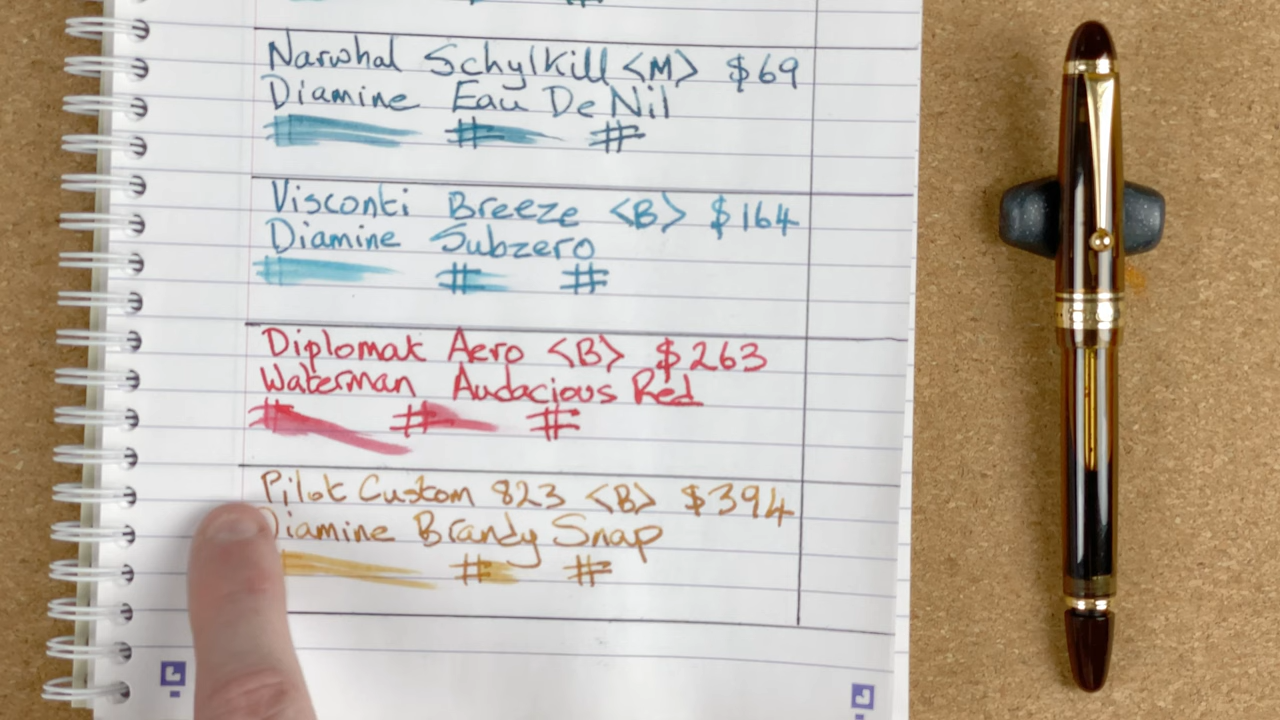 Narwhal Schylkill <M> $69
Diamine Eau De Nil
# #
Visconti Breeze <B> $164
Diamine Subzero
# #
Diplomat Aero <B> $263
Waterman Audacious Red
# # #
Pilot Custom 823 <B> $394
Diamine Brandy Snap
# #